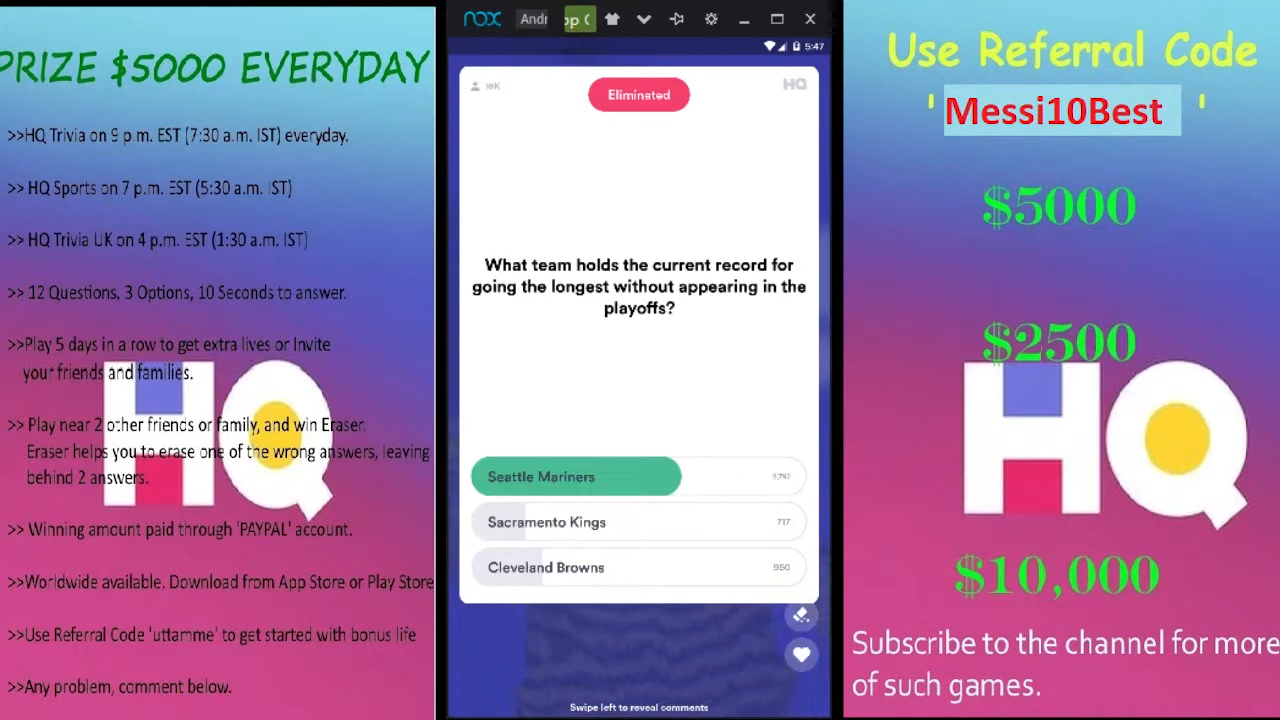 PRIZE $5000 EVERYDAY
>>HQ Trivia on 9 p.m. EST (7:30 a.m. IST) everyday.
>> HQ Sports on 7 p.m. EST (5:30 a.m. IST)
>> HQ Trivia UK on 4 p.m. EST (1:30 a.m. IST)
>> 12 Questions, 3 Options, 10 Seconds to answer.
>>Play 5 days in a row to get extra lives or Invite
your friends and families.
>> Play near 2 other friends or family, and win Eraser.
Eraser helps you to erase one of the wrong answers, leaving
behind 2 answers.
>> Winning amount paid through 'PAYPAL' account.
>>Worldwide available. Download from App Store or Play Store
>>Use Referral Code 'uttamme' to get started with bonus life
>>Any problem, comment below.
HQ
nox Andr op
5:47
Eliminated
HQ
What team holds the current record for
going the longest without appearing in the
playoffs?
Seattle Mariners
Sacramento Kings 717
Cleveland Browns
Swipe left to reveal comments
Use Referral Code
' Messi10Best '
$5000
$2500
HQ
$10,000
Subscribe to the channel for more
of such games.